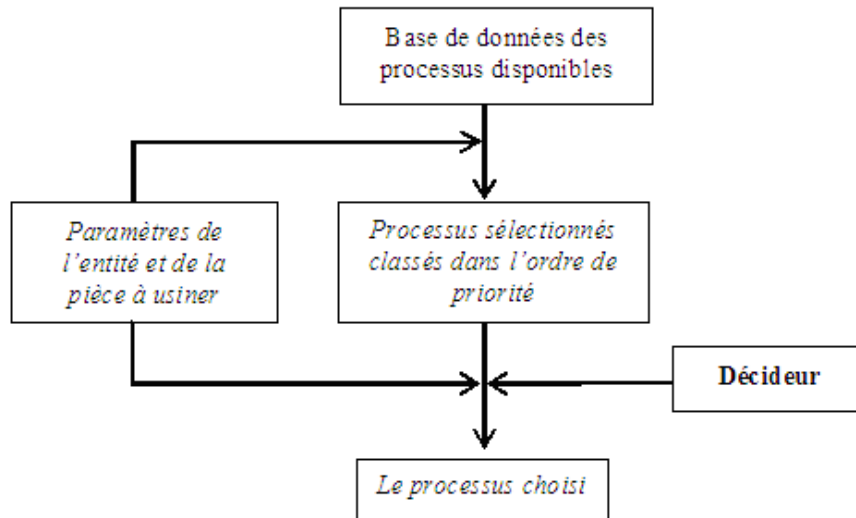 Base de données des
processus disponibles
Paramètres de
l'entité et de la
pièce à usiner
Processus sélectionnés
classés dans l'ordre de
priorité
Décideur
Le processus choisi